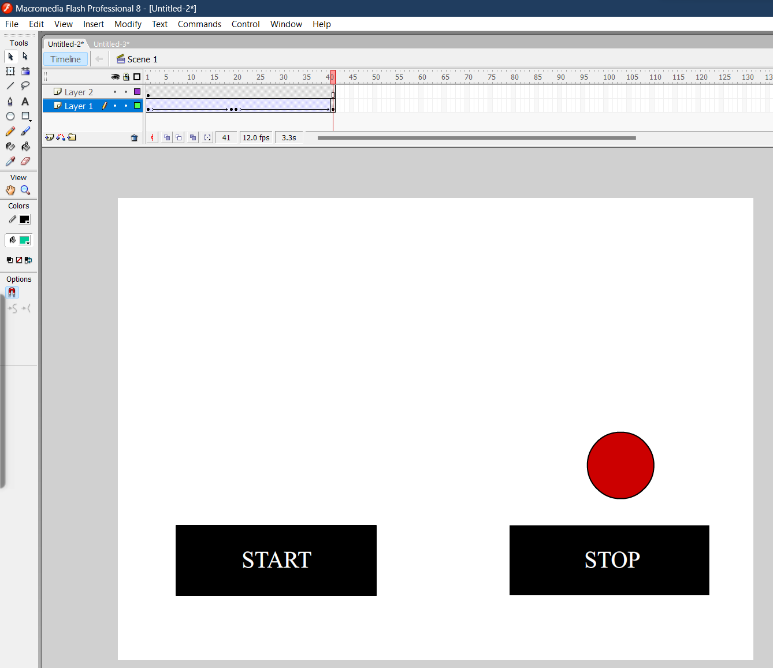 Macromedia Flash Professional 8 - [Untitled-2*]
File Edit View Insert Modify Text Commands Control Window Help
Tools
Untitled-2* Untitled-3*
Timeline Scene 1
1 5 10 15 20 25 30 35 40 45 50 55 60 65 70 75 80 85 90 95 100 105 110 115 120 125 130 13
Layer 2
Layer 1
41 12.0 fps 3.3s
View
Colors
Options
START
STOP